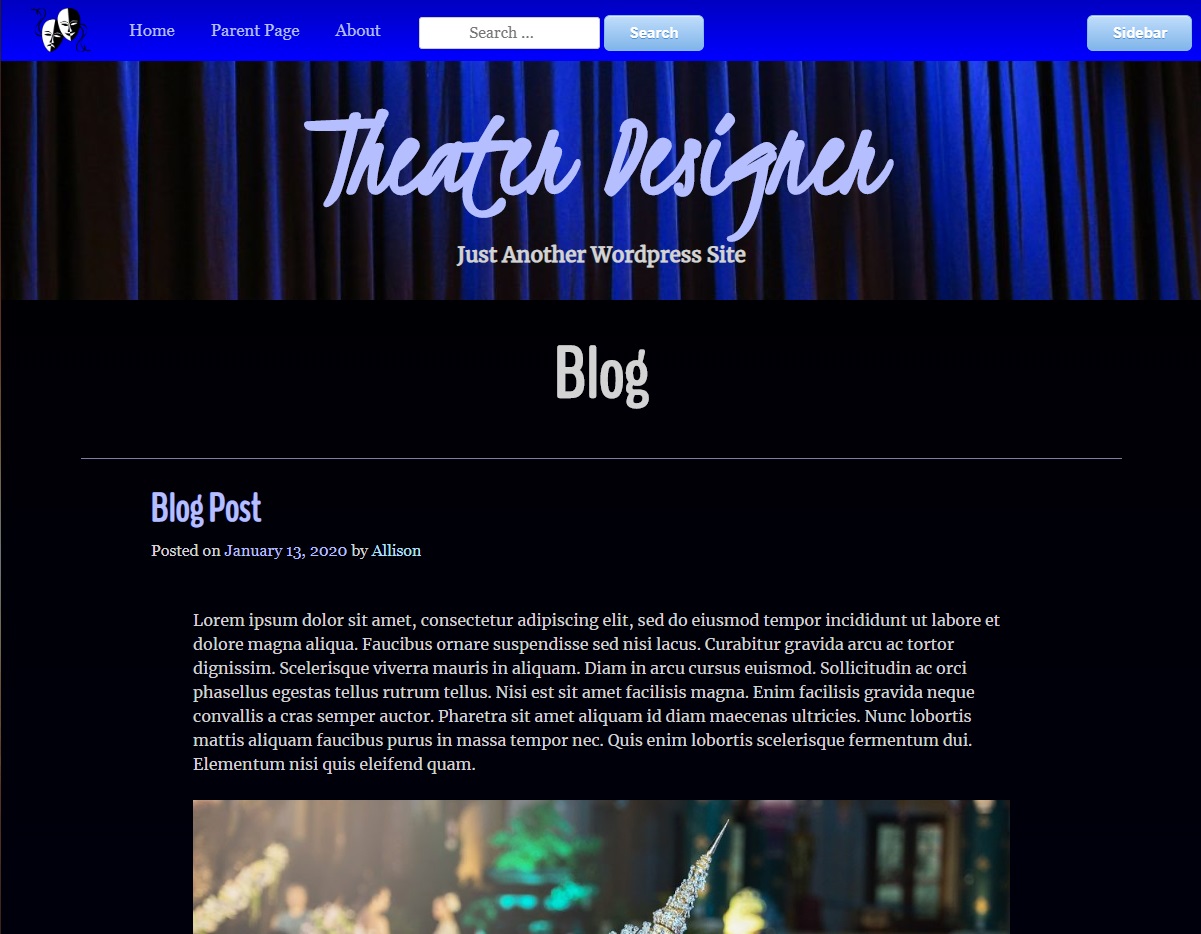 Home Parent Page About Search ... Search Sidebar
Theater Designer
Just Another Wordpress Site
Blog
Blog Post
Posted on January 13, 2020 by Allison
Lorem ipsum dolor sit amet, consectetur adipiscing elit, sed do eiusmod tempor incididunt ut labore et
dolore magna aliqua. Faucibus ornare suspendisse sed nisi lacus. Curabitur gravida arcu ac tortor
dignissim. Scelerisque viverra mauris in aliquam. Diam in arcu cursus euismod. Sollicitudin ac orci
phasellus egestas tellus rutrum tellus. Nisi est sit amet facilisis magna. Enim facilisis gravida neque
convallis a cras semper auctor. Pharetra sit amet aliquam id diam maecenas ultricies. Nunc lobortis
mattis aliquam faucibus purus in massa tempor nec. Quis enim lobortis scelerisque fermentum dui.
Elementum nisi quis eleifend quam.